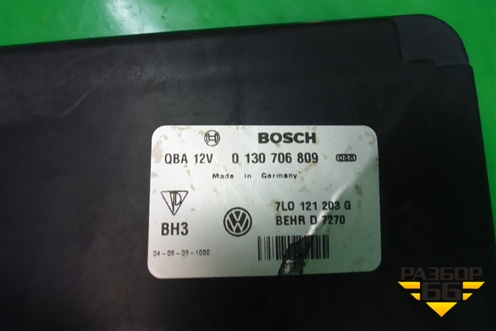 BOSCH
QBA 12V 0 130 706 809
Made in Germany
7L0 121 203 G
BEHR D 7270
BH3
04-06-09-1000
РАЗБОР
66